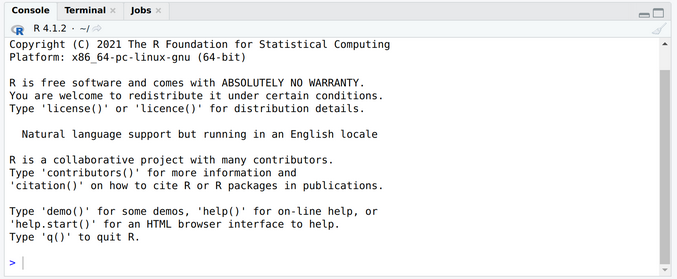 Console Terminal Jobs
R R 4.1.2 · ~/
Copyright (C) 2021 The R Foundation for Statistical Computing
Platform: x86_64-pc-linux-gnu (64-bit)
R is free software and comes with ABSOLUTELY NO WARRANTY.
You are welcome to redistribute it under certain conditions.
Type 'license()' or 'licence()' for distribution details.
Natural language support but running in an English locale
R is a collaborative project with many contributors.
Type 'contributors()' for more information and
'citation()' on how to cite R or R packages in publications.
Type 'demo()' for some demos, 'help()' for on-line help, or
'help.start()' for an HTML browser interface to help.
Type 'q()' to quit R.
>